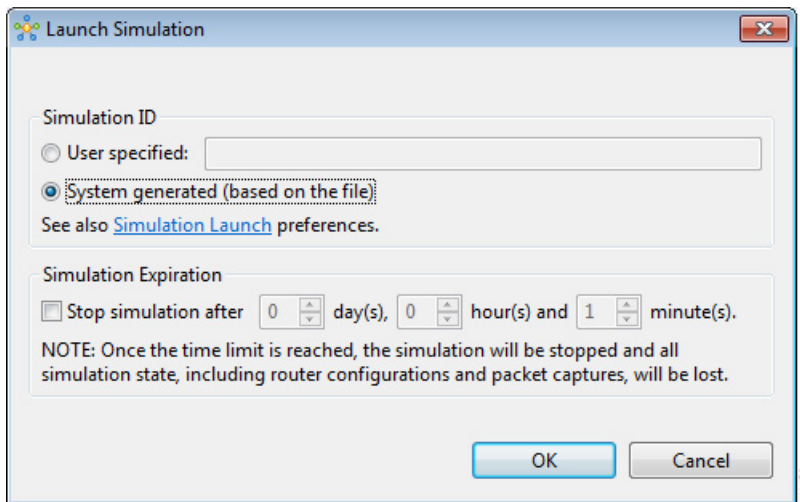 Launch Simulation
Simulation ID
User specified:
System generated (based on the file)
See also Simulation Launch preferences.
Simulation Expiration
Stop simulation after 0 day(s), 0 hour(s) and 1 minute(s).
NOTE: Once the time limit is reached, the simulation will be stopped and all
simulation state, including router configurations and packet captures, will be lost.
OK Cancel